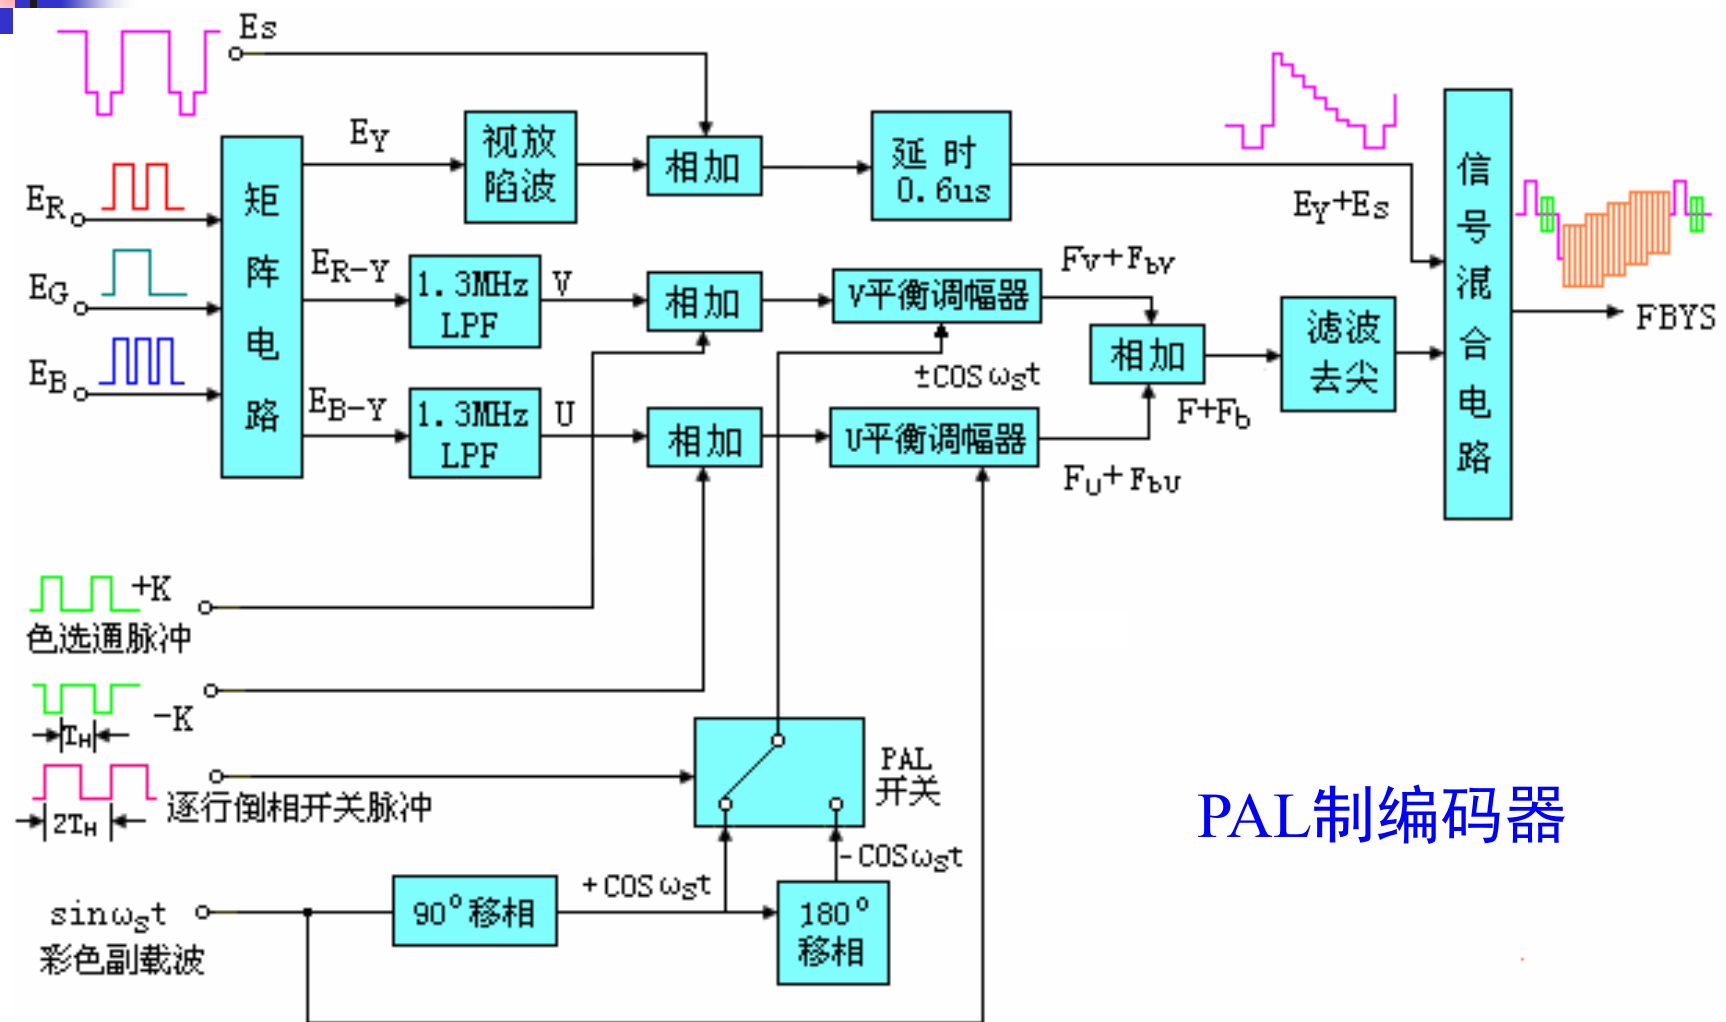 Es
EY
视放
陷波
相加
延 时
0.6us
EY+Es
ER
EG
EB
矩
阵
电
路
ER-Y
1.3MHz
LPF
V
相加
V平衡调幅器
FV+FbV
±COSωSt
EB-Y
1.3MHz
LPF
U
相加
U平衡调幅器
FU+FbU
相加
F+Fb
滤波
去尖
信
号
混
合
电
路
FBYS
+K
色选通脉冲
-K
TH
2TH
逐行倒相开关脉冲
PAL
开关
+COSωSt
-COSωSt
sinωSt
彩色副载波
90°移相
180°
移相
PAL制编码器